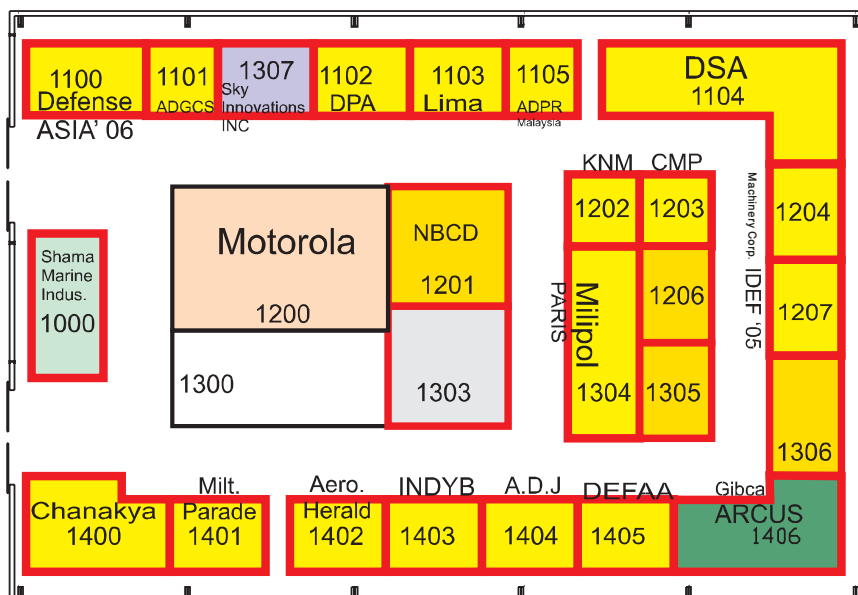 1100
Defense
ASIA’ 06
1101
ADGCS
1307
Sky
Innovations
INC
1102
DPA
1103
Lima
1105
ADPR
Malaysia
DSA
1104
KNM
CMP
1202
1203
Machinery Corp.
1204
Shama
Marine
Indus.
1000
Motorola
1200
NBCD
1201
1300
1303
Millipol
PARIS
1304
1206
1305
IDEF ‘05
1207
1306
Chanakya
1400
Milt.
Parade
1401
Aero.
Herald
1402
INDYB
1403
A.D.J
1404
DEFAA
1405
Gibca
ARCUS
1406